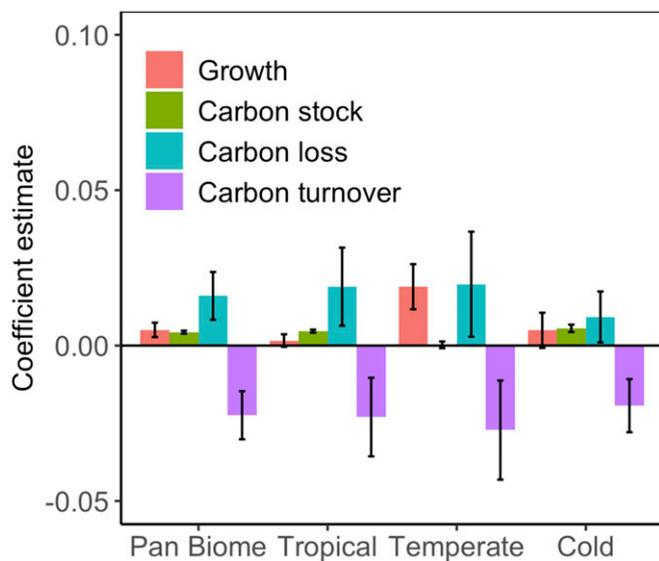 Coefficient estimate
0.10
0.05
0.00
-0.05
Growth
Carbon stock
Carbon loss
Carbon turnover
Pan Biome Tropical Temperate Cold